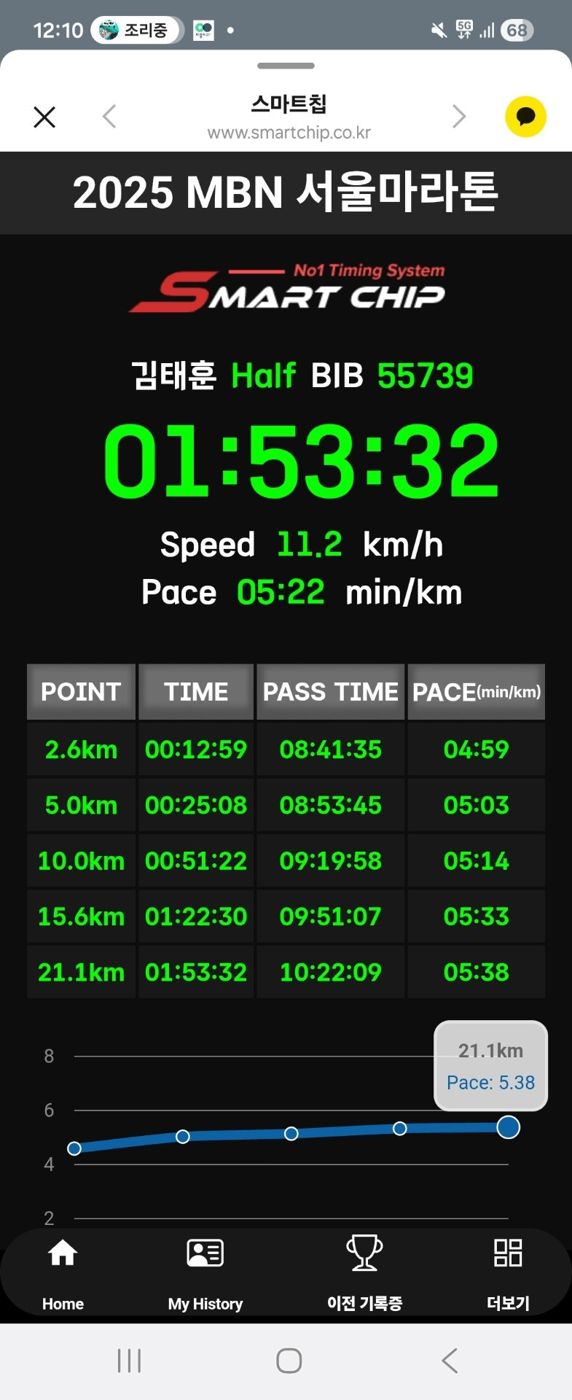 12:10 조리중 5G 68
스마트칩
www.smartchip.co.kr
2025 MBN 서울마라톤
No1 Timing System
SMART CHIP
김태훈 Half BIB 55739
01:53:32
Speed 11.2 km/h
Pace 05:22 min/km
POINT TIME PASS TIME PACE(min/km)
2.6km 00:12:59 08:41:35 04:59
5.0km 00:25:08 08:53:45 05:03
10.0km 00:51:22 09:19:58 05:14
15.6km 01:22:30 09:51:07 05:33
21.1km 01:53:32 10:22:09 05:38
21.1km
Pace: 5.38
8
6
4
2
Home My History 이전 기록증 더보기